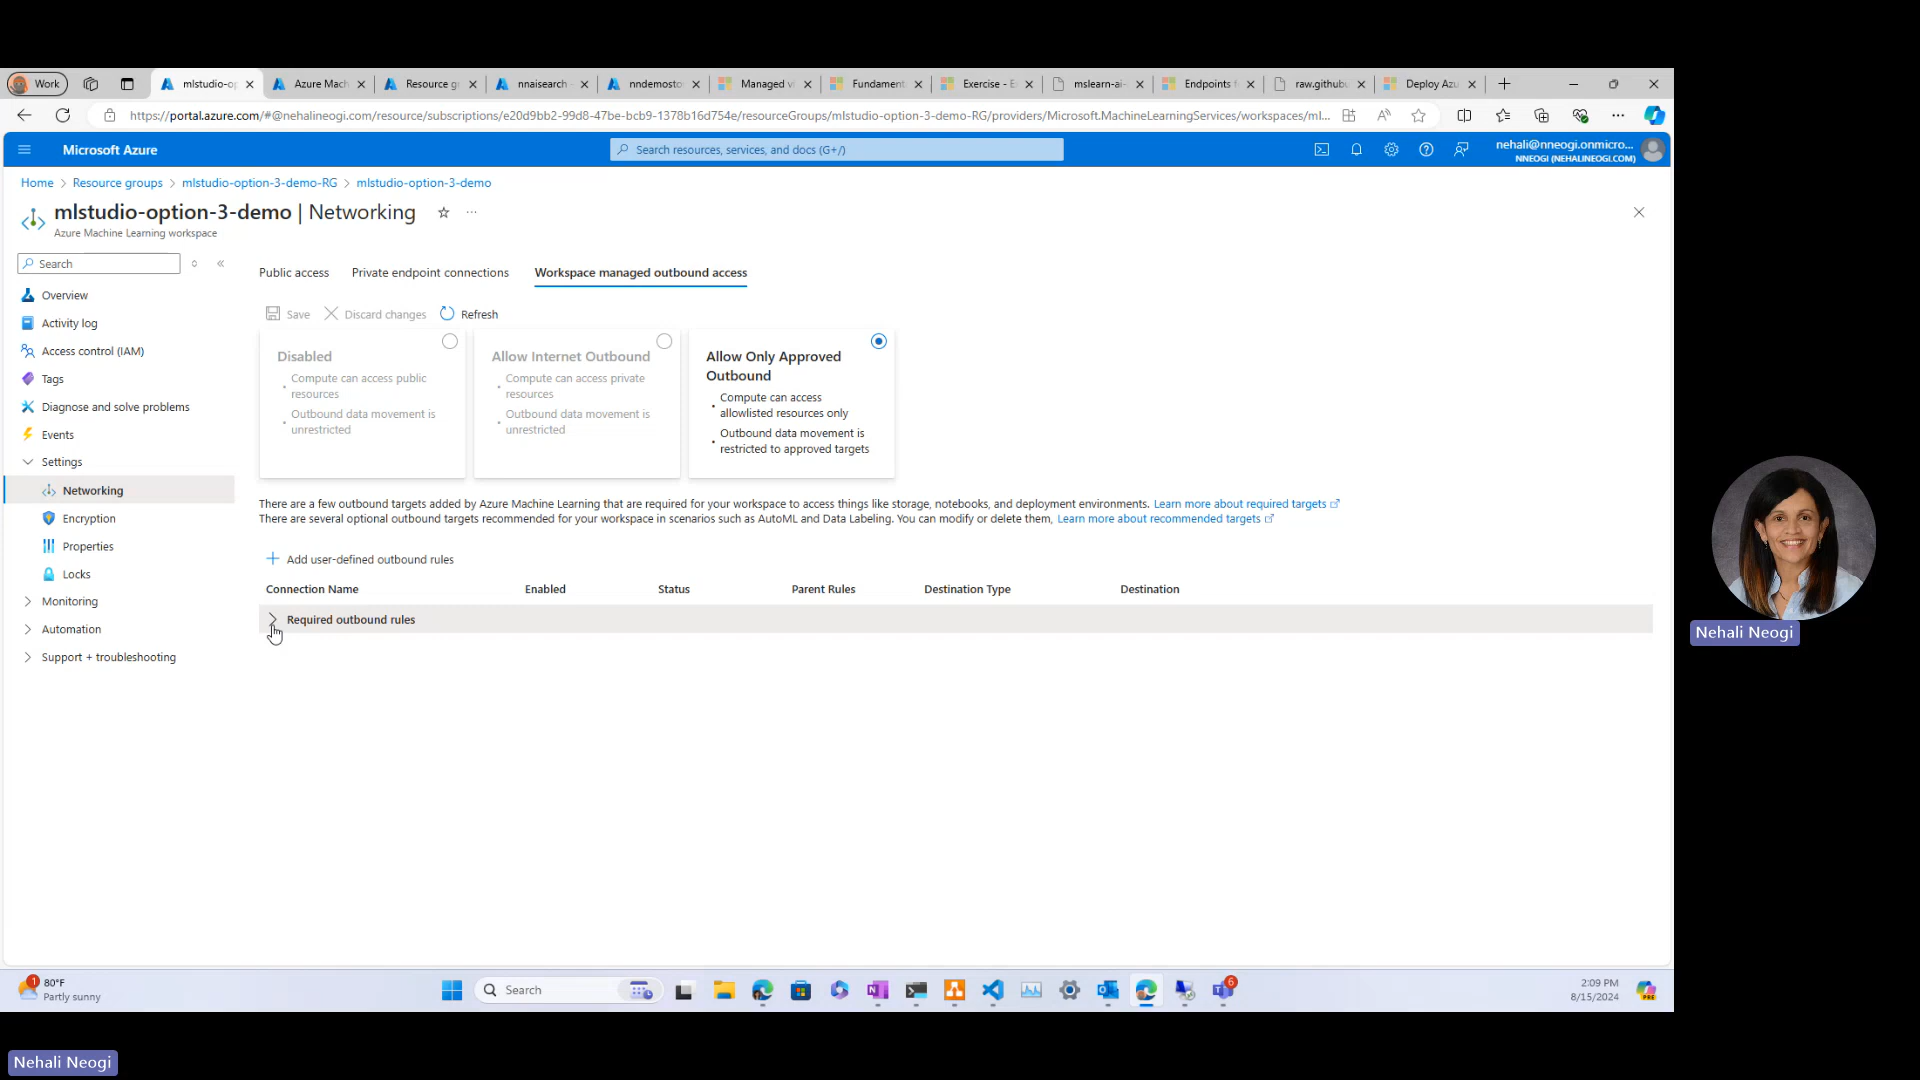 Work
mlstudio-op
Azure Mach
Resource g
nnaisearch
nndemosto
Managed v
Fundament
Exercise - E
mslearn-ai-
Endpoints f
raw.githubu
Deploy Azu
https://portal.azure.com/#@nehalineogi.com/resource/subscriptions/e20d9bb2-99d8-47be-bcb9-1378b16d754e/resourceGroups/mlstudio-option-3-demo-RG/providers/Microsoft.MachineLearningServices/workspaces/ml...
Microsoft Azure
Search resources, services, and docs (G+/)
nehali@nneogi.onmicro...
NNEOGI (NEHALINEOGI.COM)
Home > Resource groups > mlstudio-option-3-demo-RG > mlstudio-option-3-demo
mlstudio-option-3-demo | Networking
Azure Machine Learning workspace
Search
Overview
Activity log
Access control (IAM)
Tags
Diagnose and solve problems
Events
Settings
Networking
Encryption
Properties
Locks
Monitoring
Automation
Support + troubleshooting
Public access
Private endpoint connections
Workspace managed outbound access
Save
Discard changes
Refresh
Disabled
Compute can access public
resources
Outbound data movement is
unrestricted
Allow Internet Outbound
Compute can access private
resources
Outbound data movement is
unrestricted
Allow Only Approved
Outbound
Compute can access
allowlisted resources only
Outbound data movement is
restricted to approved targets
There are a few outbound targets added by Azure Machine Learning that are required for your workspace to access things like storage, notebooks, and deployment environments. Learn more about required targets
There are several optional outbound targets recommended for your workspace in scenarios such as AutoML and Data Labeling. You can modify or delete them, Learn more about recommended targets
Add user-defined outbound rules
Connection Name
Enabled
Status
Parent Rules
Destination Type
Destination
Required outbound rules
Nehali Neogi
1
80°F
Partly sunny
Search
6
2:09 PM
8/15/2024
PRE
Nehali Neogi